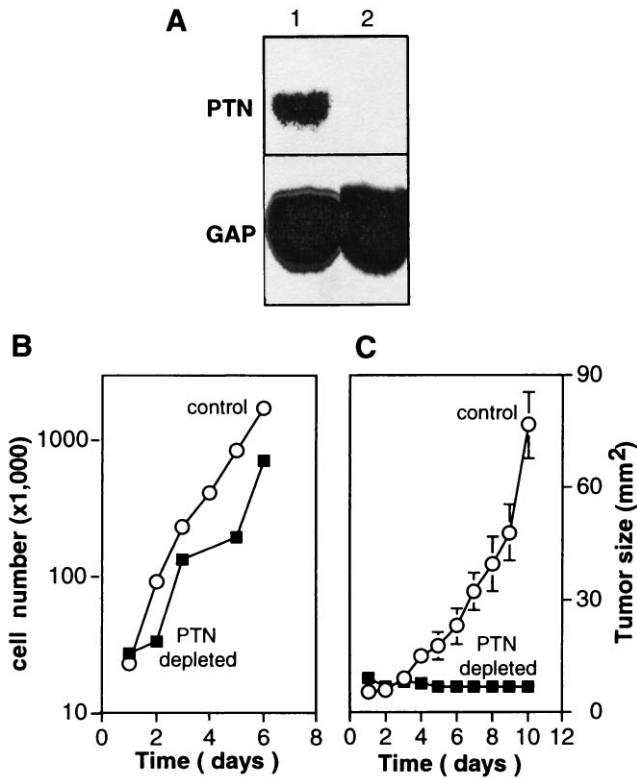 A
1 2
PTN
GAP
B
cell number (x1,000)
1000
100
10
control
PTN
depleted
0 2 4 6 8
Time ( days)
C
control
PTN
depleted
90
60
30
0
Tumor size (mm²)
0 2 4 6 8 10 12
Time ( days)